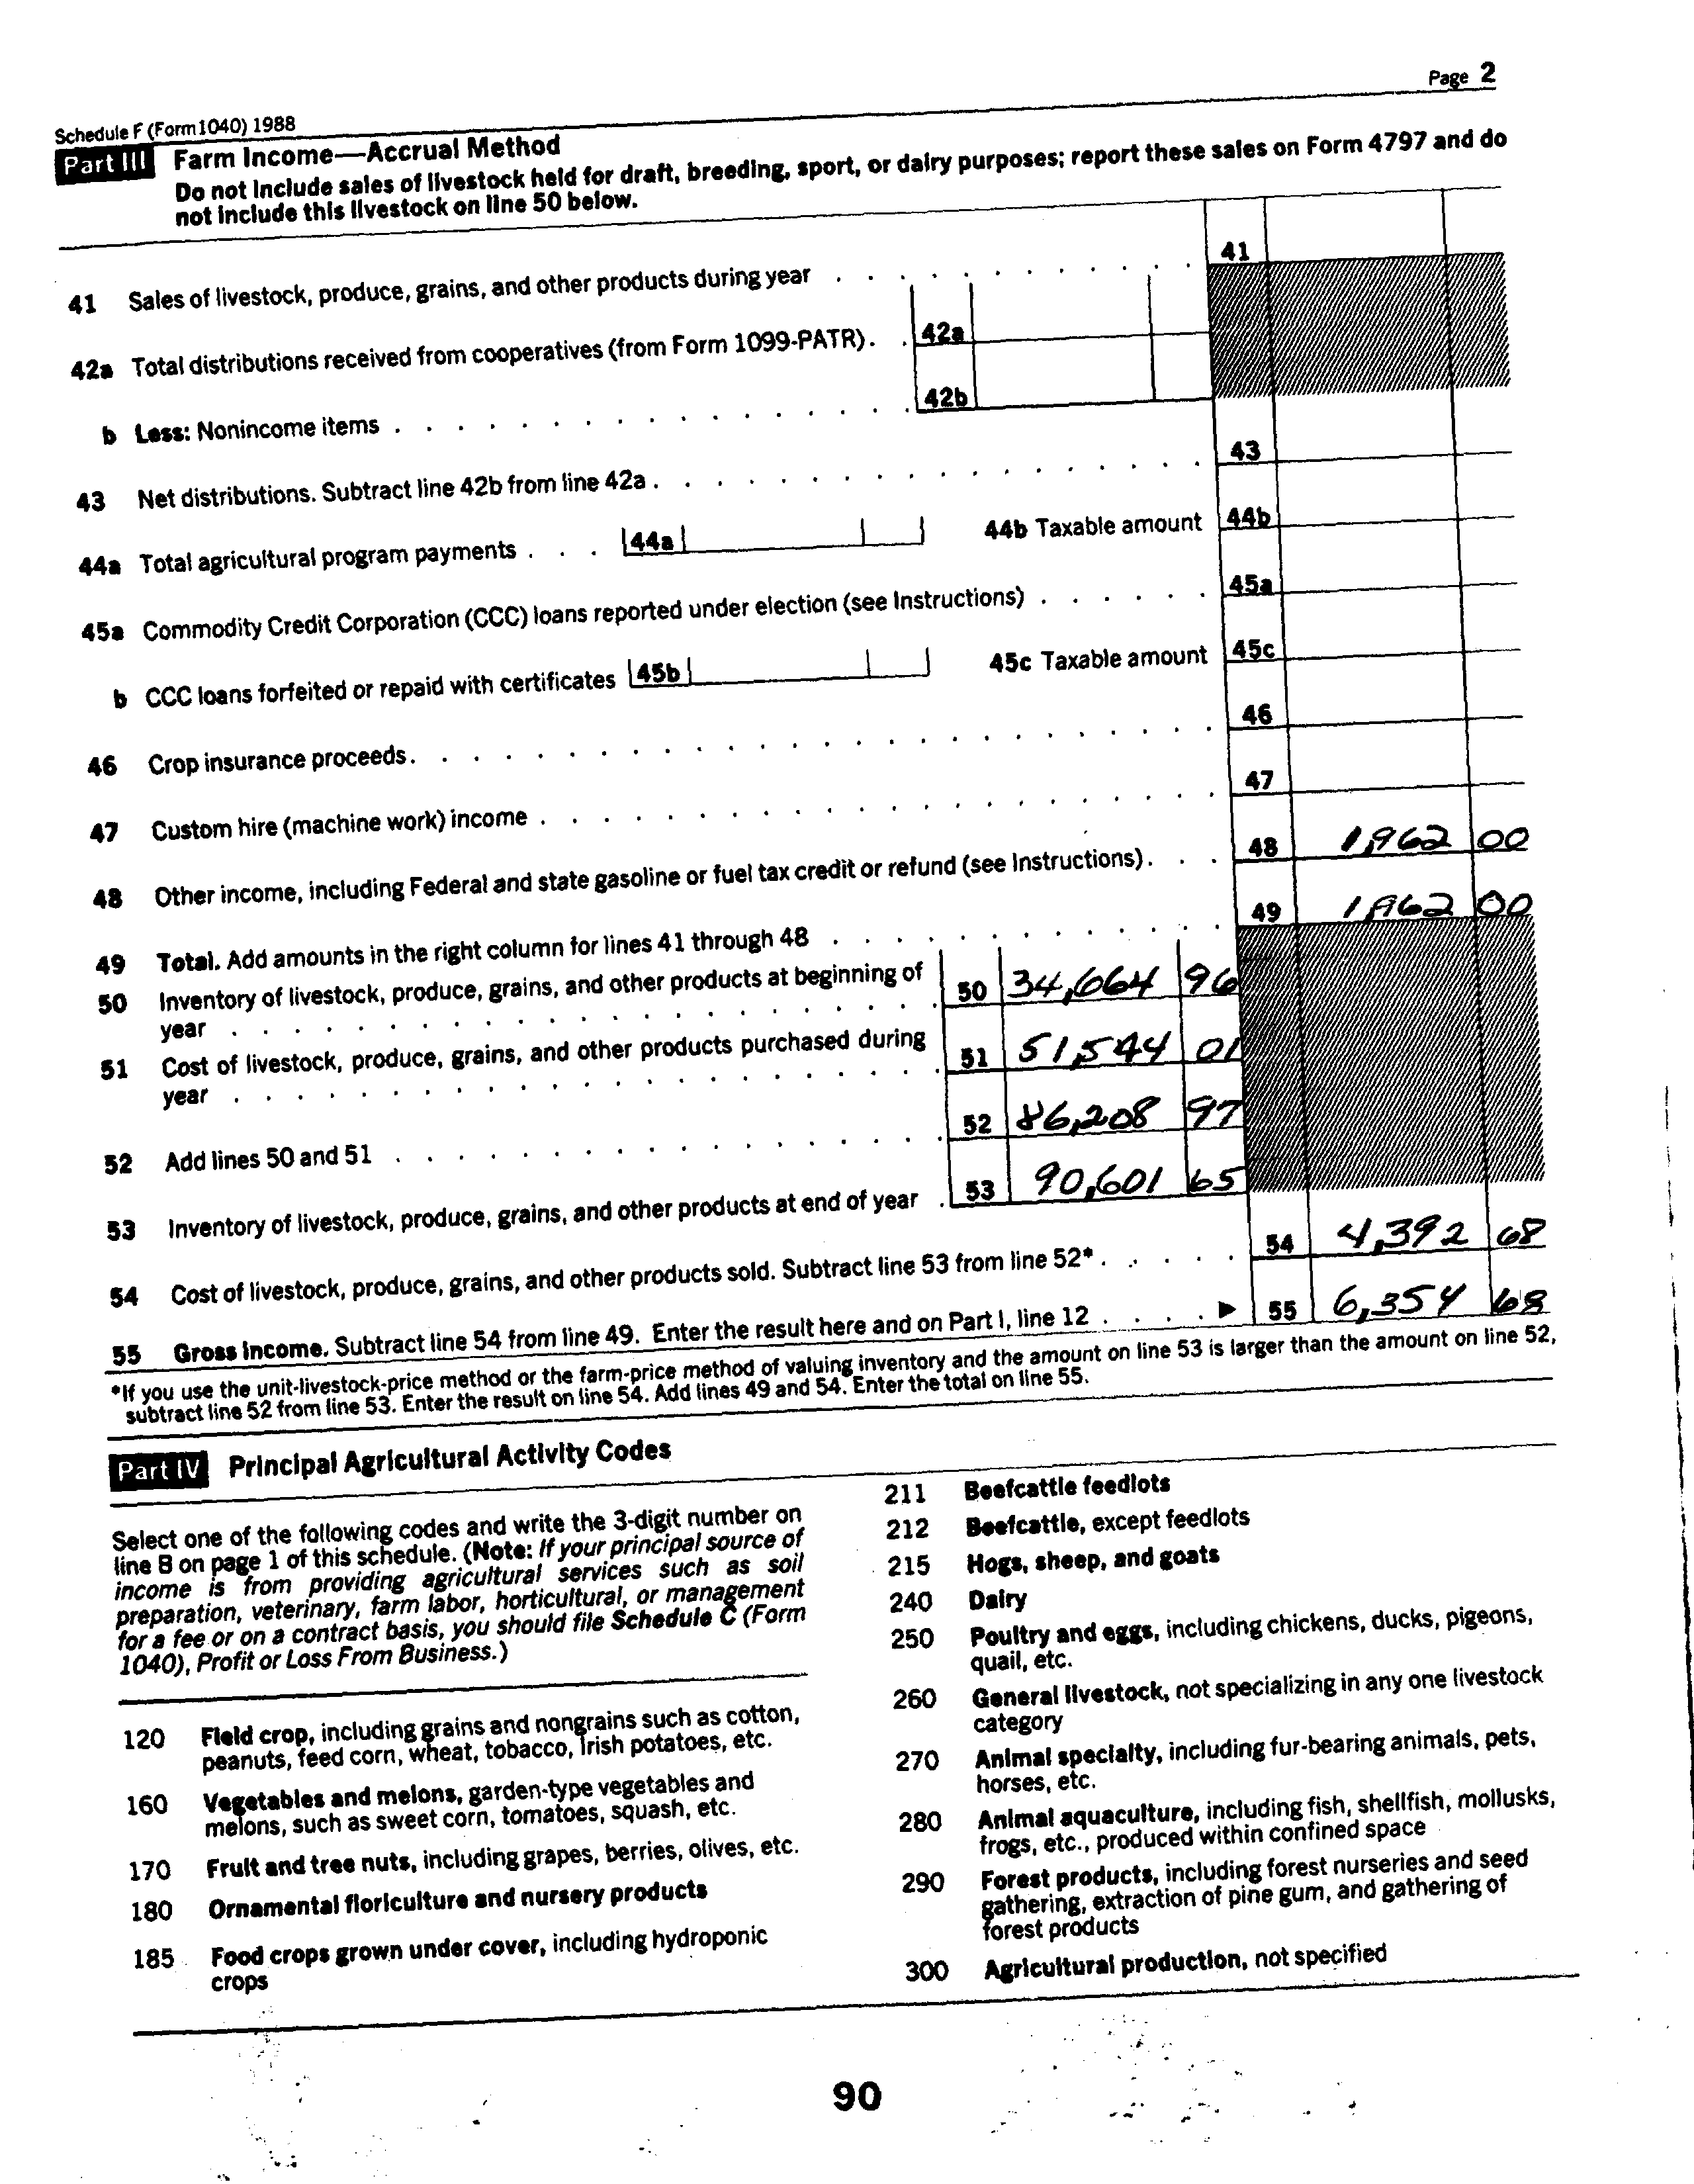 Page 2
Schedule F (Form 1040) 1988
Part III Farm Income—Accrual Method
Do not include sales of livestock held for draft, breeding, sport, or dairy purposes; report these sales on Form 4797 and do
not include this livestock on line 50 below.
41 Sales of livestock, produce, grains, and other products during year . . . . . . . . . . . . 41
42a Total distributions received from cooperatives (from Form 1099-PATR). . 42a
b Less: Nonincome items . . . . . . . . . . . . . . . . . 42b
43 Net distributions. Subtract line 42b from line 42a . . . . . . . . . . . . . . . . . . 43
44a Total agricultural program payments . . . 44a 44b Taxable amount 44b
45a Commodity Credit Corporation (CCC) loans reported under election (see Instructions) . . . . . . 45a
b CCC loans forfeited or repaid with certificates 45b 45c Taxable amount 45c
46 Crop insurance proceeds. . . . . . . . . . . . . . . . . . . . . . . . . . 46
47 Custom hire (machine work) income . . . . . . . . . . . . . . . . . . . . . . 47
48 Other income, including Federal and state gasoline or fuel tax credit or refund (see Instructions). . . 48 1,962 00
49 Total. Add amounts in the right column for lines 41 through 48 . . . . . . . . . . . . . 49 1,962 00
50 Inventory of livestock, produce, grains, and other products at beginning of
year . . . . . . . . . . . . . . . . . . . . . . . 50 34,664 96
51 Cost of livestock, produce, grains, and other products purchased during
year . . . . . . . . . . . . . . . . . . . . . . . 51 51,544 01
52 Add lines 50 and 51 . . . . . . . . . . . . . . . . . . 52 86,208 97
53 Inventory of livestock, produce, grains, and other products at end of year . 53 90,601 65
54 Cost of livestock, produce, grains, and other products sold. Subtract line 53 from line 52* . . . . . 54 4,392 68
55 Gross Income. Subtract line 54 from line 49. Enter the result here and on Part I, line 12 . . . . ▶ 55 6,354 68
*If you use the unit-livestock-price method or the farm-price method of valuing inventory and the amount on line 53 is larger than the amount on line 52,
subtract line 52 from line 53. Enter the result on line 54. Add lines 49 and 54. Enter the total on line 55.
Part IV Principal Agricultural Activity Codes
Select one of the following codes and write the 3-digit number on
line B on page 1 of this schedule. (Note: If your principal source of
income is from providing agricultural services such as soil
preparation, veterinary, farm labor, horticultural, or management
for a fee or on a contract basis, you should file Schedule C (Form
1040), Profit or Loss From Business.)
120 Field crop, including grains and nongrains such as cotton,
peanuts, feed corn, wheat, tobacco, Irish potatoes, etc.
160 Vegetables and melons, garden-type vegetables and
melons, such as sweet corn, tomatoes, squash, etc.
170 Fruit and tree nuts, including grapes, berries, olives, etc.
180 Ornamental floriculture and nursery products
185 Food crops grown under cover, including hydroponic
crops
211 Beefcattle feedlots
212 Beefcattle, except feedlots
215 Hogs, sheep, and goats
240 Dairy
250 Poultry and eggs, including chickens, ducks, pigeons,
quail, etc.
260 General livestock, not specializing in any one livestock
category
270 Animal specialty, including fur-bearing animals, pets,
horses, etc.
280 Animal aquaculture, including fish, shellfish, mollusks,
frogs, etc., produced within confined space
290 Forest products, including forest nurseries and seed
gathering, extraction of pine gum, and gathering of
forest products
300 Agricultural production, not specified
90